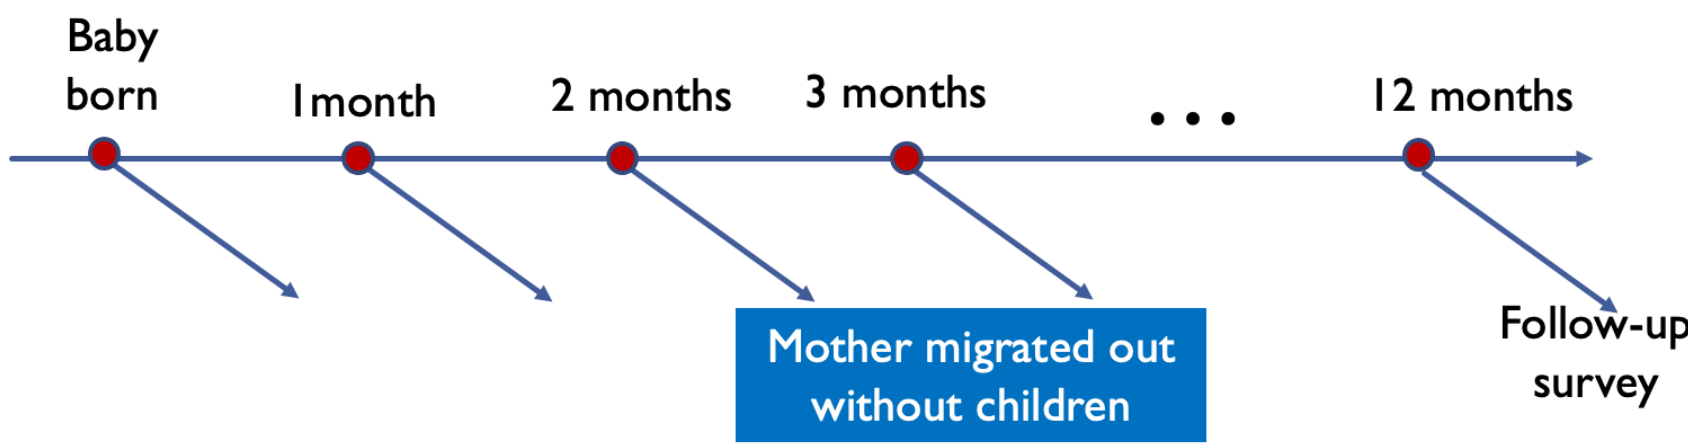 Baby
born
1month
2 months
3 months
...
12 months
Mother migrated out
without children
Follow-up
survey